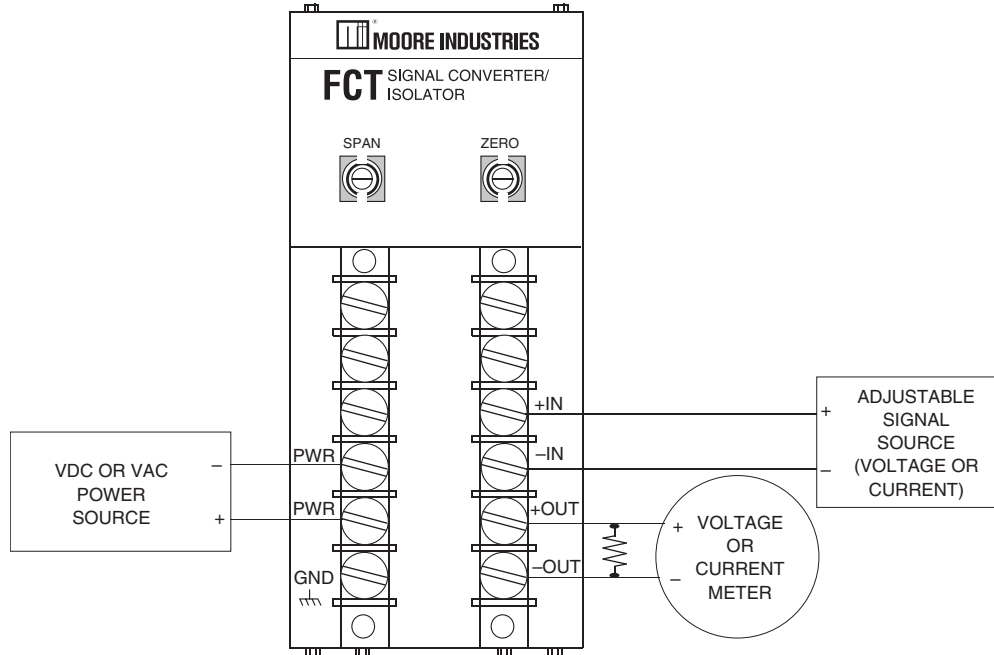 ®
MOORE INDUSTRIES
FCT SIGNAL CONVERTER/
ISOLATOR
SPAN
ZERO
+IN
–IN
+OUT
–OUT
PWR
PWR
GND
VDC OR VAC
POWER
SOURCE
–
+
+
–
ADJUSTABLE
SIGNAL
SOURCE
(VOLTAGE OR
CURRENT)
+
–
VOLTAGE
OR
CURRENT
METER